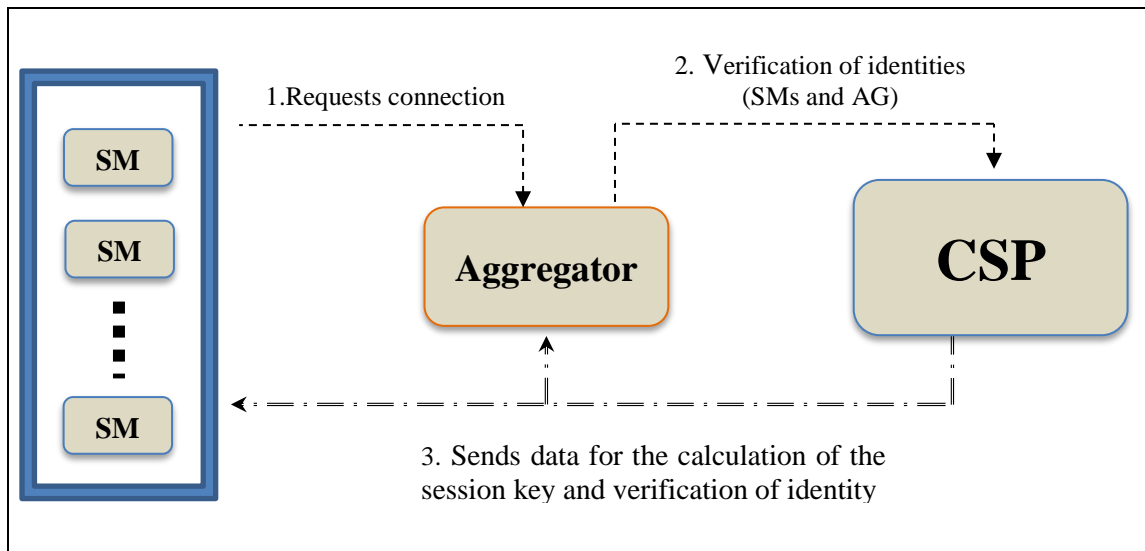 1.Requests connection
2. Verification of identities
(SMs and AG)
SM
SM
SM
Aggregator
CSP
3. Sends data for the calculation of the
session key and verification of identity